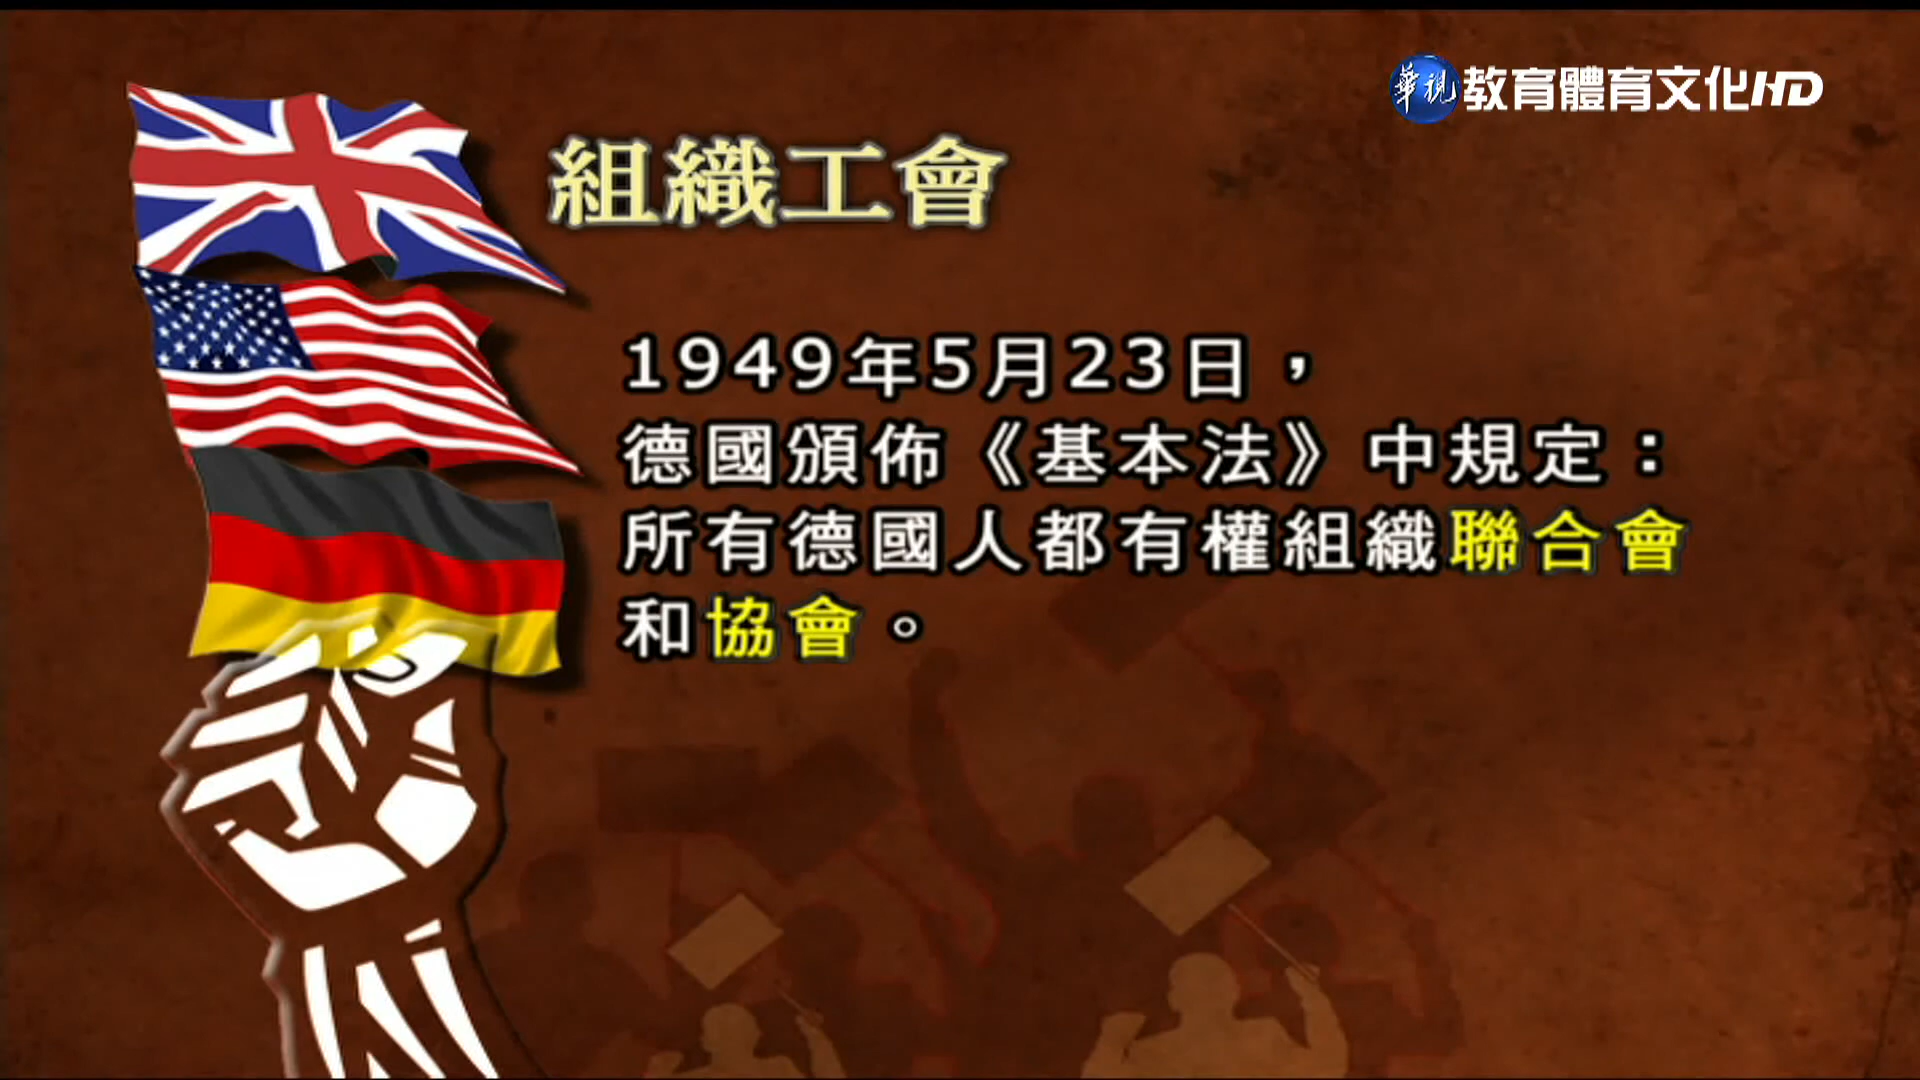 華視 教育體育文化HD
組織工會
1949年5月23日，
德國頒佈《基本法》中規定：
所有德國人都有權組織聯合會
和協會。